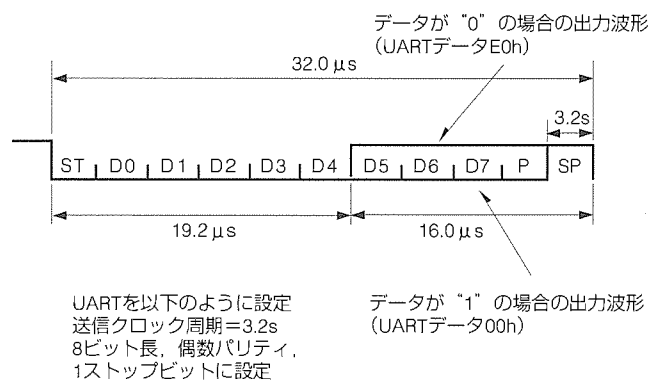 データが“0”の場合の出力波形
（UARTデータE0h）
32.0μs
3.2s
ST D0 D1 D2 D3 D4 D5 D6 D7 P SP
19.2μs 16.0μs
UARTを以下のように設定
送信クロック周期＝3.2s
8ビット長，偶数パリティ，
1ストップビットに設定
データが“1”の場合の出力波形
（UARTデータ00h）